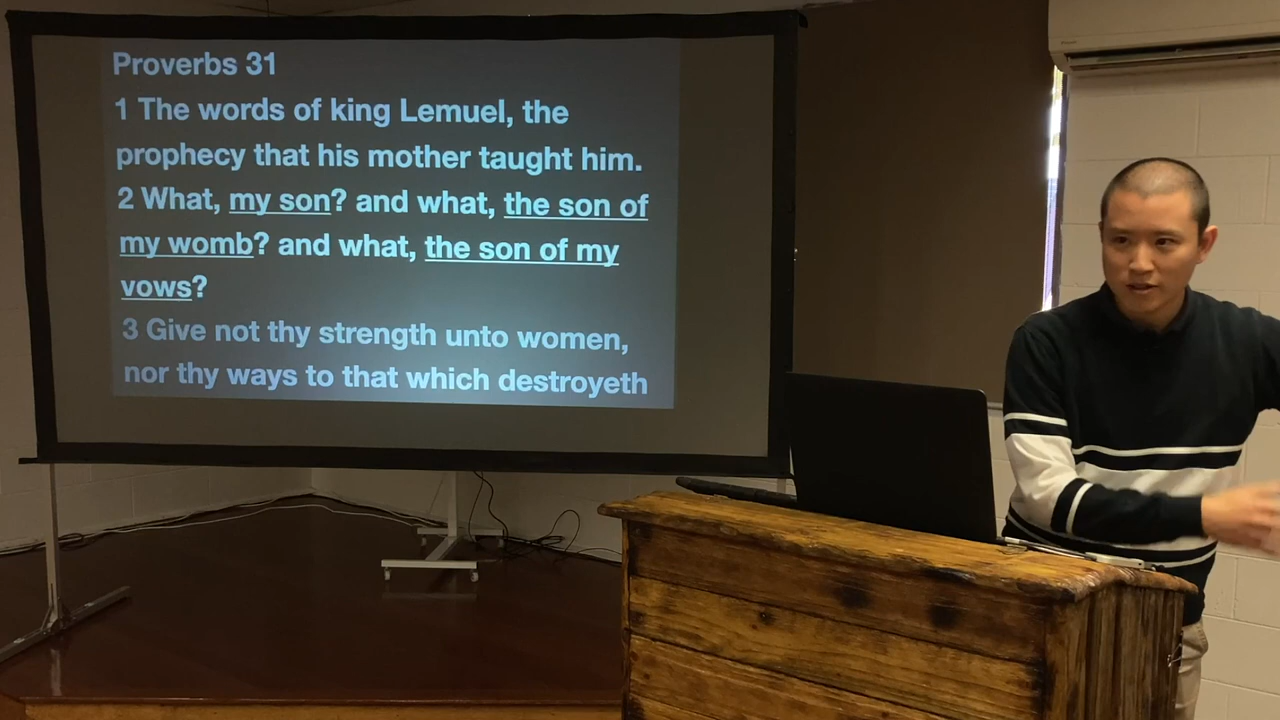 Proverbs 31
1 The words of king Lemuel, the
prophecy that his mother taught him.
2 What, my son? and what, the son of
my womb? and what, the son of my
vows?
3 Give not thy strength unto women,
nor thy ways to that which destroyeth